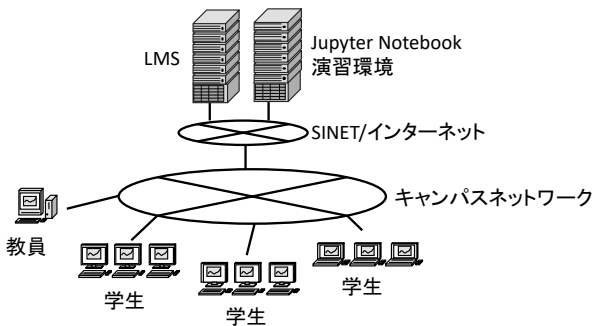 LMS
Jupyter Notebook
演習環境
SINET/インターネット
キャンパスネットワーク
教員
学生
学生
学生